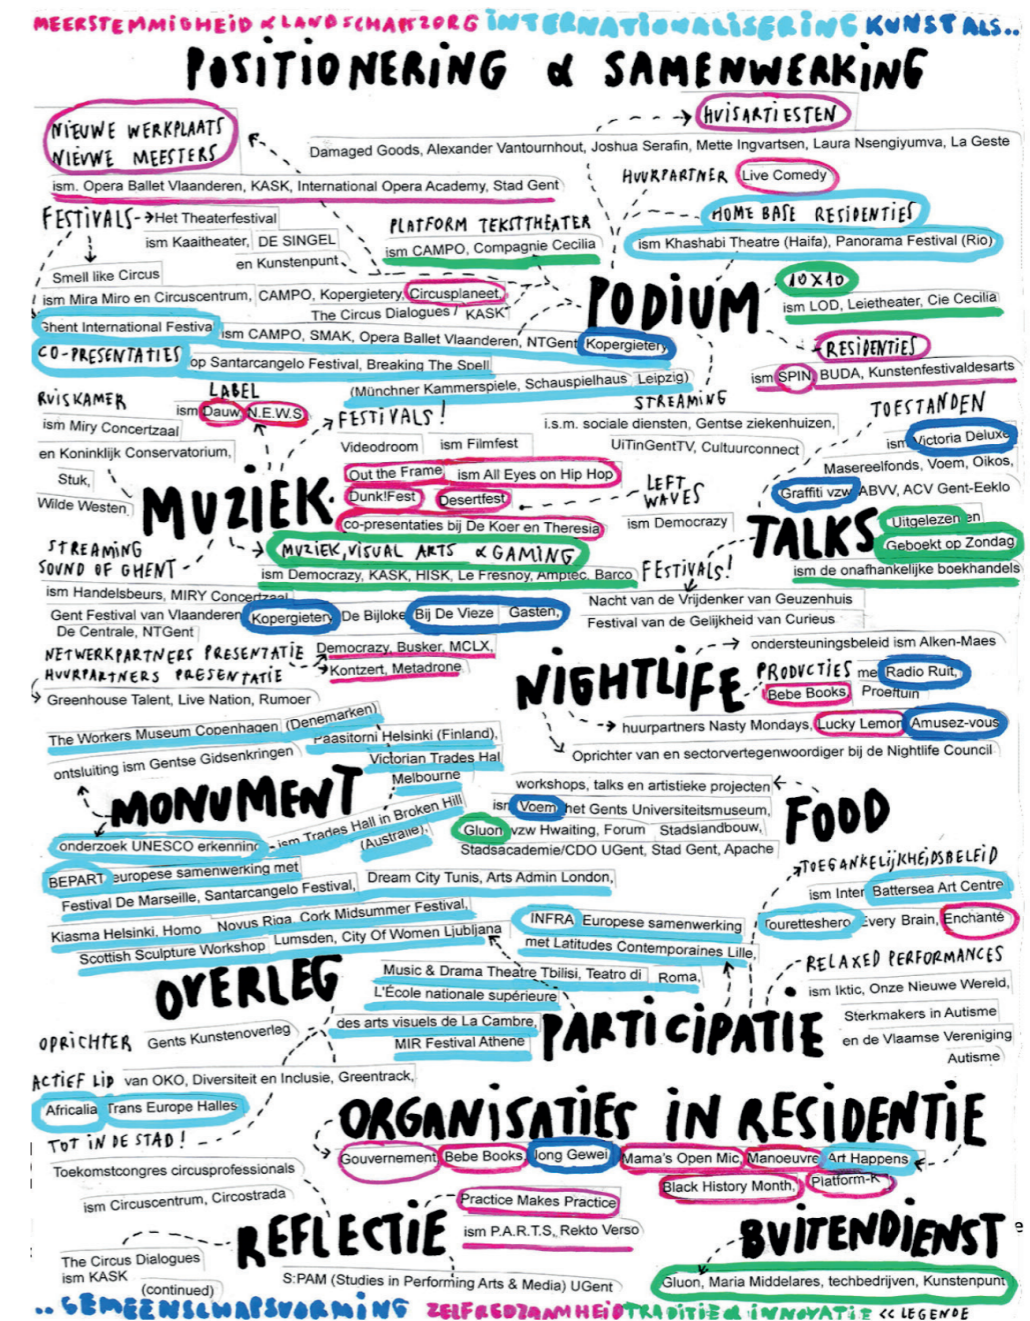 MEERSTEMMIGHEID & LANDSCHAPSZORG INTERNATIONALISERING KUNST ALS..
POSITIONERING & SAMENWERKING
NIEUWE WERKPLAATS
NIEUWE MEESTERS
ism. Opera Ballet Vlaanderen, KASK, International Opera Academy, Stad Gent
HUISARTIESTEN
Damaged Goods, Alexander Vantournhout, Joshua Serafin, Mette Ingvartsen, Laura Nsengiyumva, La Geste
HUURPARTNER Live Comedy
HOME BASE RESIDENTIES
ism Khashabi Theatre (Haifa), Panorama Festival (Rio)
FESTIVALS Het Theaterfestival
ism Kaaitheater, DE SINGEL
en Kunstenpunt
PLATFORM TEKSTTHEATER
ism CAMPO, Compagnie Cecilia
Smell like Circus
ism Mira Miro en Circuscentrum, CAMPO, Kopergietery, Circusplaneet,
The Circus Dialogues / KASK
PODIUM
10X10
ism LOD, Leietheater, Cie Cecilia
Ghent International Festival ism CAMPO, SMAK, Opera Ballet Vlaanderen, NTGent Kopergietery
CO-PRESENTATIES op Santarcangelo Festival, Breaking The Spell
(Münchner Kammerspiele, Schauspielhaus Leipzig)
RESIDENTIES
ism SPIN, BUDA, Kunstenfestivaldesarts
STREAMING
i.s.m. sociale diensten, Gentse ziekenhuizen,
UiTinGentTV, Cultuurconnect
RUISKAMER
ism Miry Concertzaal
en Koninklijk Conservatorium,
Stuk,
Wilde Westen
LABEL
ism Dauw, N.E.W.S
FESTIVALS!
Videodroom ism Filmfest
Out the Frame ism All Eyes on Hip Hop
Dunk!Fest Desertfest
co-presentaties bij De Koer en Theresia
MUZIEK
LEFT
WAVES
ism Democracy
TOESTANDEN
ism Victoria Deluxe
Masereelfonds, Voem, Oikos,
Graffiti vzw ABVV, ACV Gent-Eeklo
TALKS
Uitgelezen en
Geboekt op Zondag
ism de onafhankelijke boekhandels
FESTIVALS!
Nacht van de Vrijdenker van Geuzenhuis
Festival van de Gelijkheid van Curieus
MUZIEK, VISUAL ARTS & GAMING
ism Democracy, KASK, HISK, Le Fresnoy, Amptec, Barco
STREAMING
SOUND OF GHENT
ism Handelsbeurs, MIRY Concertzaal
Gent Festival van Vlaanderen Kopergietery De Bijloke Bij De Vieze Gasten,
De Centrale, NTGent
NETWERKPARTNERS PRESENTATIE Democracy, Busker, MCLX,
Kontzert, Metadrone
HUURPARTNERS PRESENTATIE
Greenhouse Talent, Live Nation, Rumoer
NIGHTLIFE
ondersteuningsbeleid ism Alken-Maes
PRODUCTIES met Radio Ruit,
Bebe Books, Proeftuin
huurpartners Nasty Mondays, Lucky Lemon Amusez-vous
Oprichter van en sectorvertegenwoordiger bij de Nightlife Council
The Workers Museum Copenhagen (Denemarken)
Paasitorni Helsinki (Finland),
Victorian Trades Hal
Melbourne
ism Trades Hall in Broken Hill
(Australie),
ontsluiting ism Gentse Gidsenkringen
MONUMENT
onderzoek UNESCO erkenning
FOOD
workshops, talks en artistieke projecten
ism Voem het Gents Universiteitsmuseum,
Gluon vzw Hwaiting, Forum Stadslandbouw,
Stadsacademie/CDO UGent, Stad Gent, Apache
BEPART europese samenwerking met
Festival De Marseille, Santarcangelo Festival, Dream City Tunis, Arts Admin London,
Kiasma Helsinki, Homo Novus Riga, Cork Midsummer Festival,
Scottish Sculpture Workshop Lumsden, City Of Women Ljubljana
TOEGANKELIJKHEIDSBELEID
ism Inter Battersea Art Centre
Touretteshero Every Brain, Enchanté
INFRA Europese samenwerking
met Latitudes Contemporaines Lille,
Music & Drama Theatre Tbilisi, Teatro di Roma,
L'École nationale supérieure
des arts visuels de La Cambre,
MIR Festival Athene
PARTICIPATIE
RELAXED PERFORMANCES
ism Iktic, Onze Nieuwe Wereld,
Sterkmakers in Autisme
en de Vlaamse Vereniging
Autisme
OVERLEG
OPRICHTER Gents Kunstenoverleg
ACTIEF LID van OKO, Diversiteit en Inclusie, Greentrack,
Africalia Trans Europe Halles
TOT IN DE STAD!
Toekomstcongres circusprofessionals
ism Circuscentrum, Circostrada
ORGANISATIES IN RESIDENTIE
Gouvernement Bebe Books, Jong Gewei, Mama's Open Mic, Manoeuvre Art Happens
Black History Month, Platform-K
REFLECTIE
Practice Makes Practice
ism P.A.R.T.S, Rekto Verso
The Circus Dialogues
ism KASK
(continued)
S:PAM (Studies in Performing Arts & Media) UGent
BUITENDIENST
e
Gluon, Maria Middelares, techbedrijven, Kunstenpunt
.. GEMEENSCHAPSVORMING ZELFREDZAAMHEID TRADITIE & INNOVATIE << LEGENDE